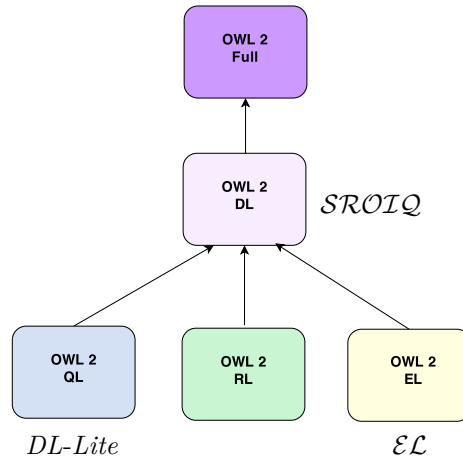 OWL 2
Full
OWL 2
DL
SROIQ
OWL 2
QL
OWL 2
RL
OWL 2
EL
DL-Lite
EL